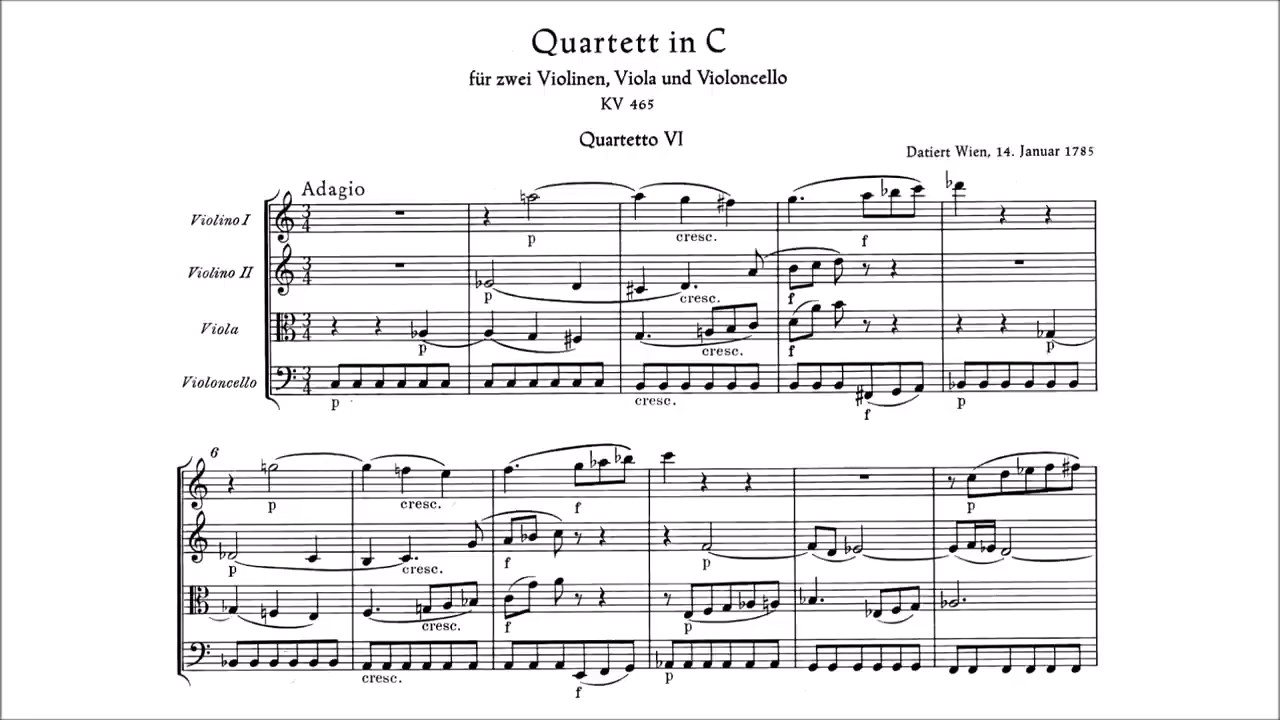 Quartett in C
für zwei Violinen, Viola und Violoncello
KV 465
Quartetto VI
Datiert Wien, 14. Januar 1785
Adagio
Violino I
p cresc. f
Violino II
p cresc. f
Viola
p cresc. f p
Violoncello
p cresc. f p
6
p cresc. f p
p cresc. f p
cresc. f p
cresc. f p